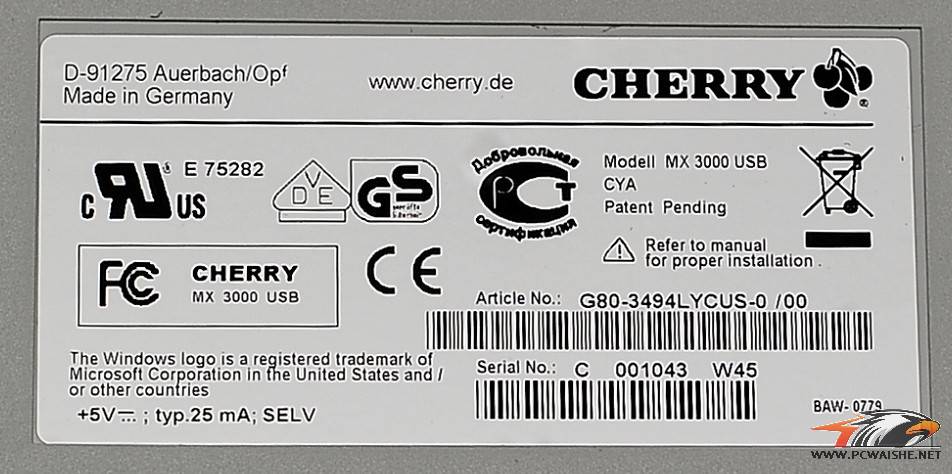 D-91275 Auerbach/Opf
Made in Germany
www.cherry.de
CHERRY
®
c RU US
E 75282
VDE
GS
geprüfte
Sicherheit
Добровольная
РСТ
сертификация
Modell MX 3000 USB
CYA
Patent Pending
Refer to manual
for proper installation .
FC
CHERRY
MX 3000 USB
CE
Article No.: G80-3494LYCUS-0 /00
The Windows logo is a registered trademark of
Microsoft Corporation in the United States and /
or other countries
+5V⎓ ; typ.25 mA; SELV
Serial No.: C 001043 W45
BAW- 0779
WWW.PCWAISHE.NET